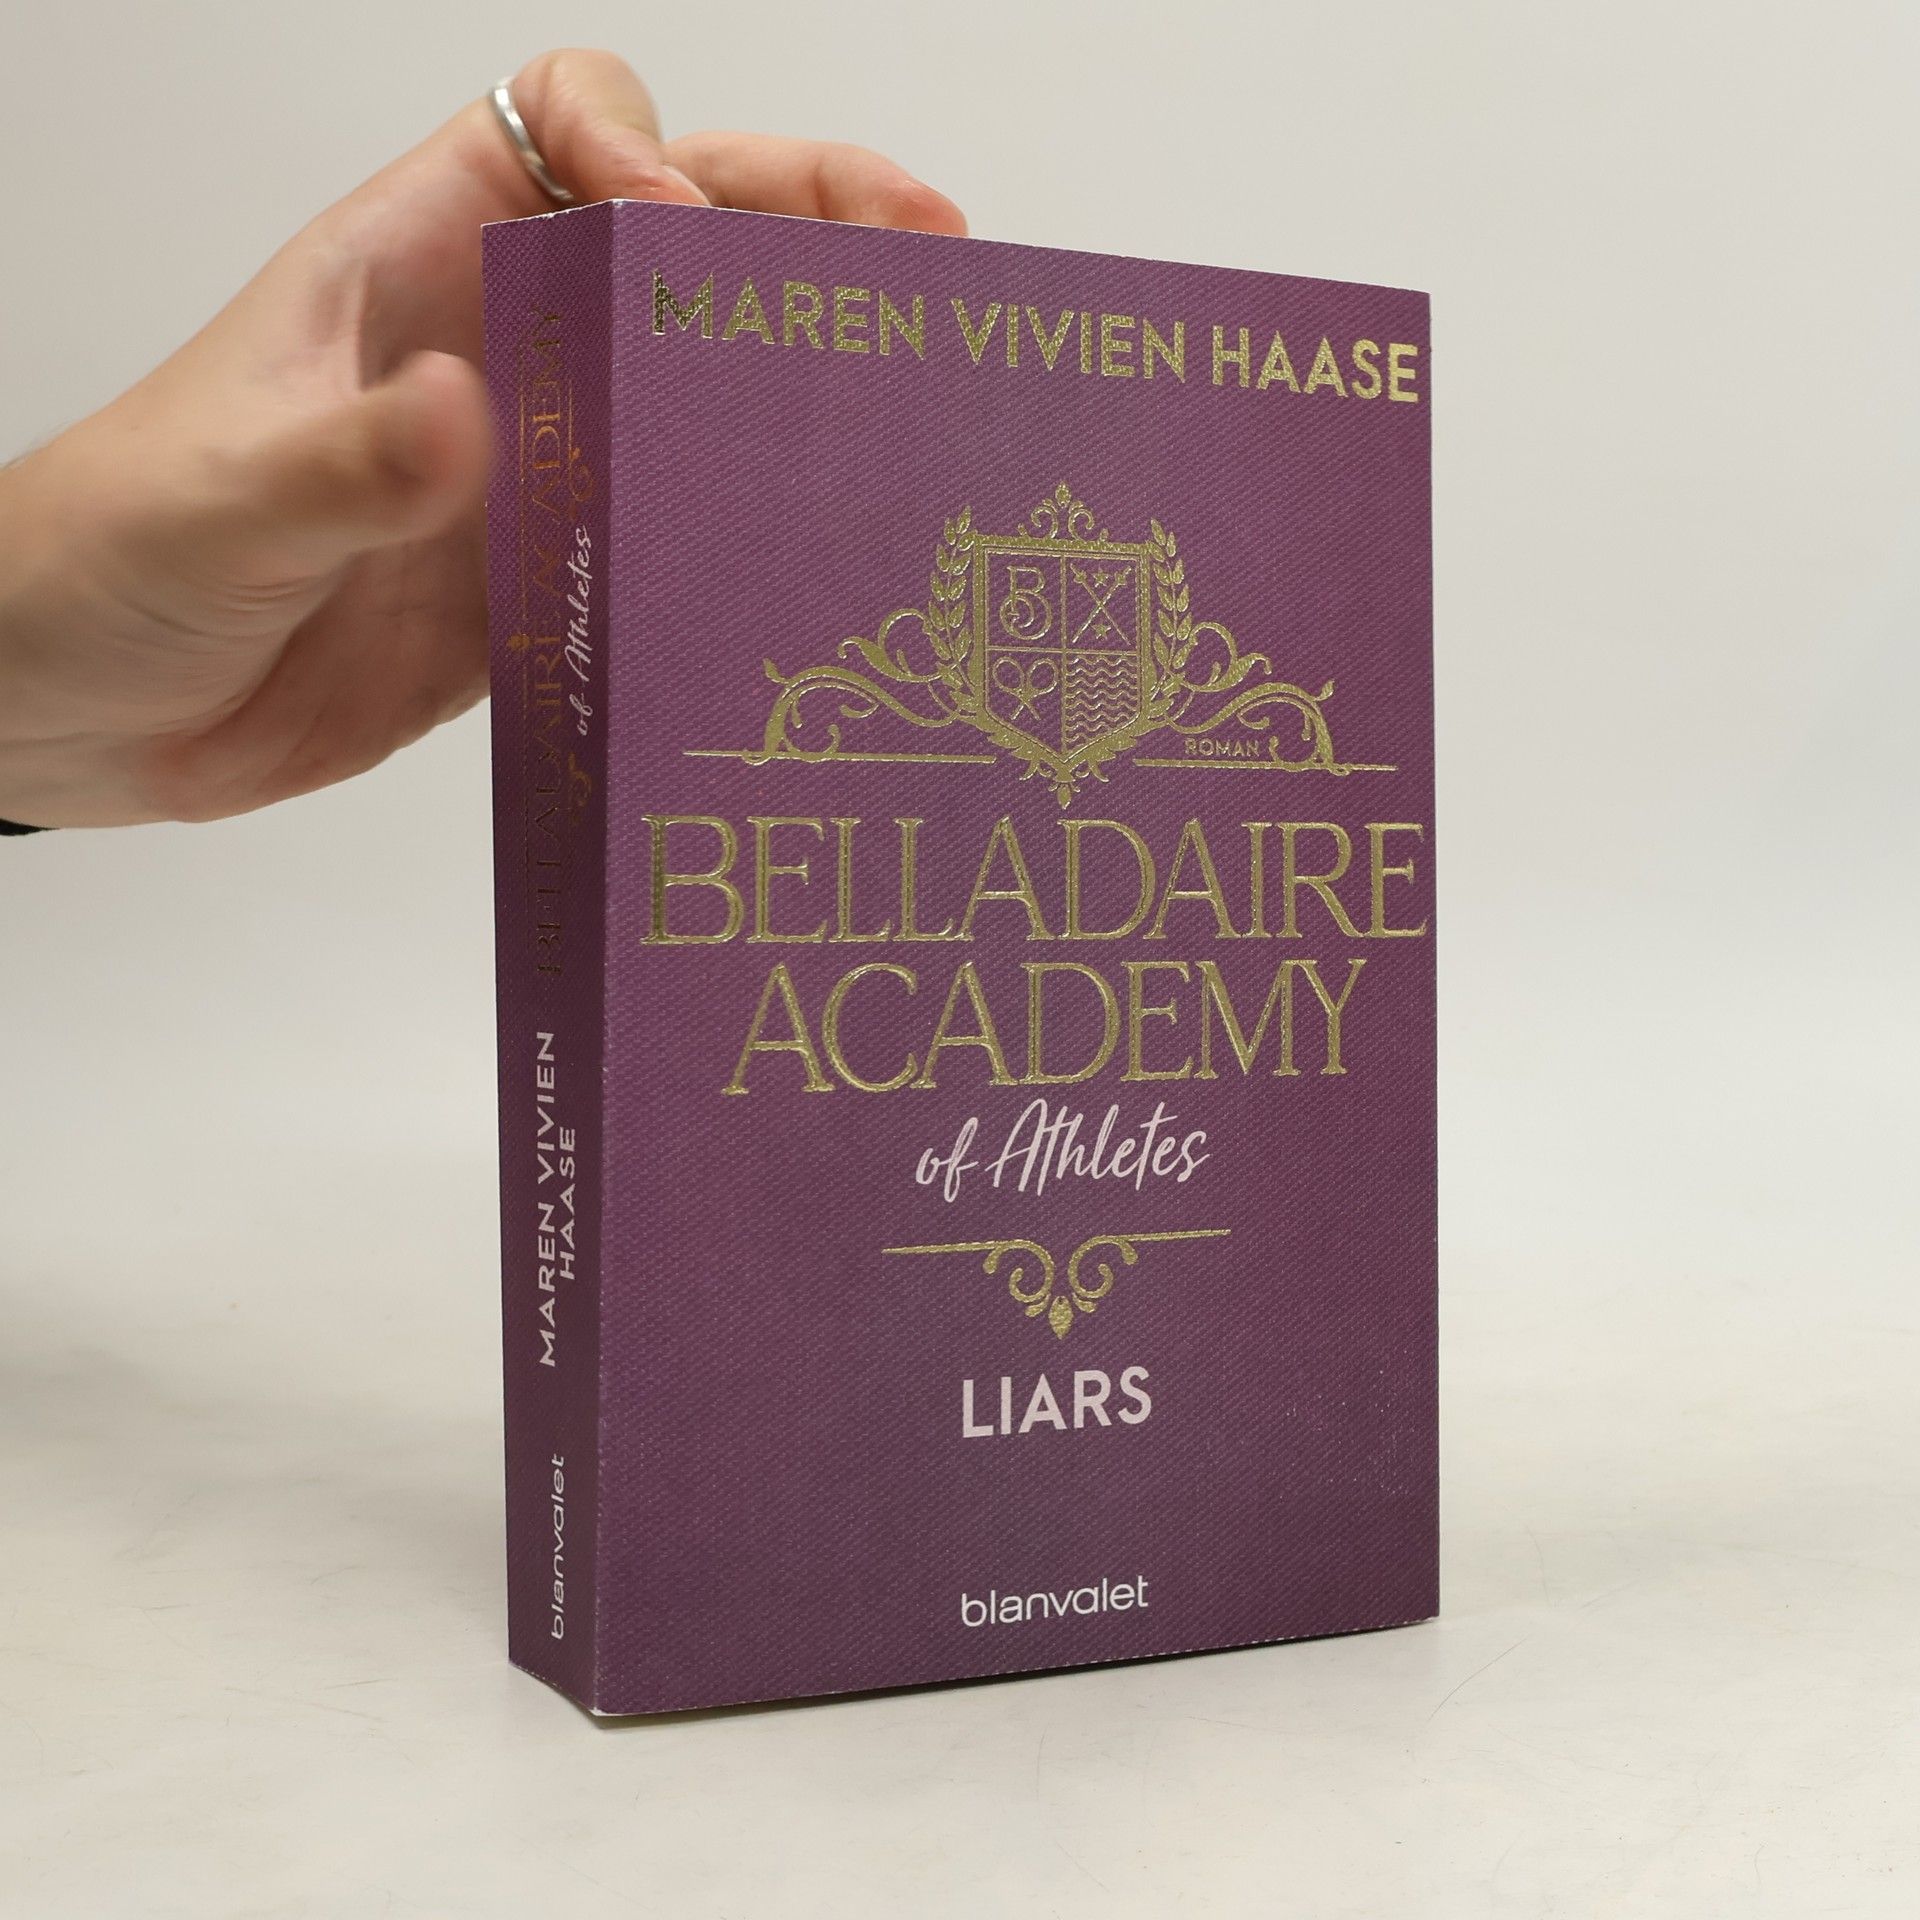 MAREN VIVIEN HAASE
B
ROMAN
BELLADAIRE
ACADEMY
of Athletes
LIARS
blanvalet
BELLADAIRE ACADEMY
of Athletes
MAREN VIVIEN
HAASE
blanvalet